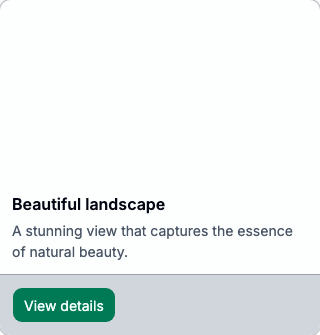 Beautiful landscape
A stunning view that captures the essence
of natural beauty.
View details